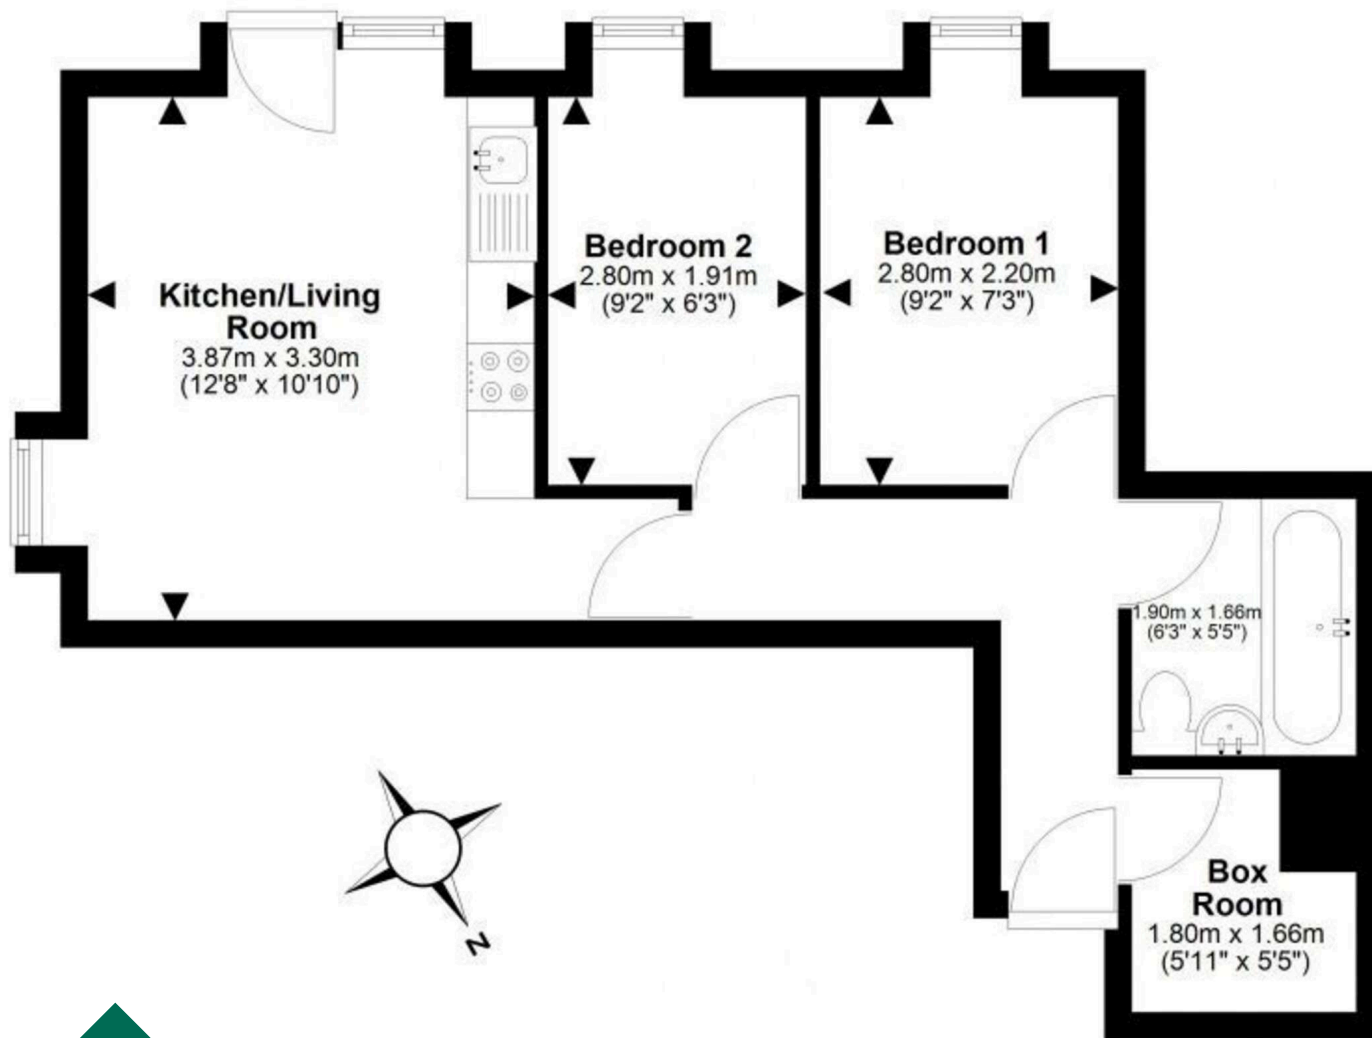 Kitchen/Living
Room
3.87m x 3.30m
(12'8" x 10'10")
Bedroom 2
2.80m x 1.91m
(9'2" x 6'3")
Bedroom 1
2.80m x 2.20m
(9'2" x 7'3")
1.90m x 1.66m
(6'3" x 5'5")
Box
Room
1.80m x 1.66m
(5'11" x 5'5")
N